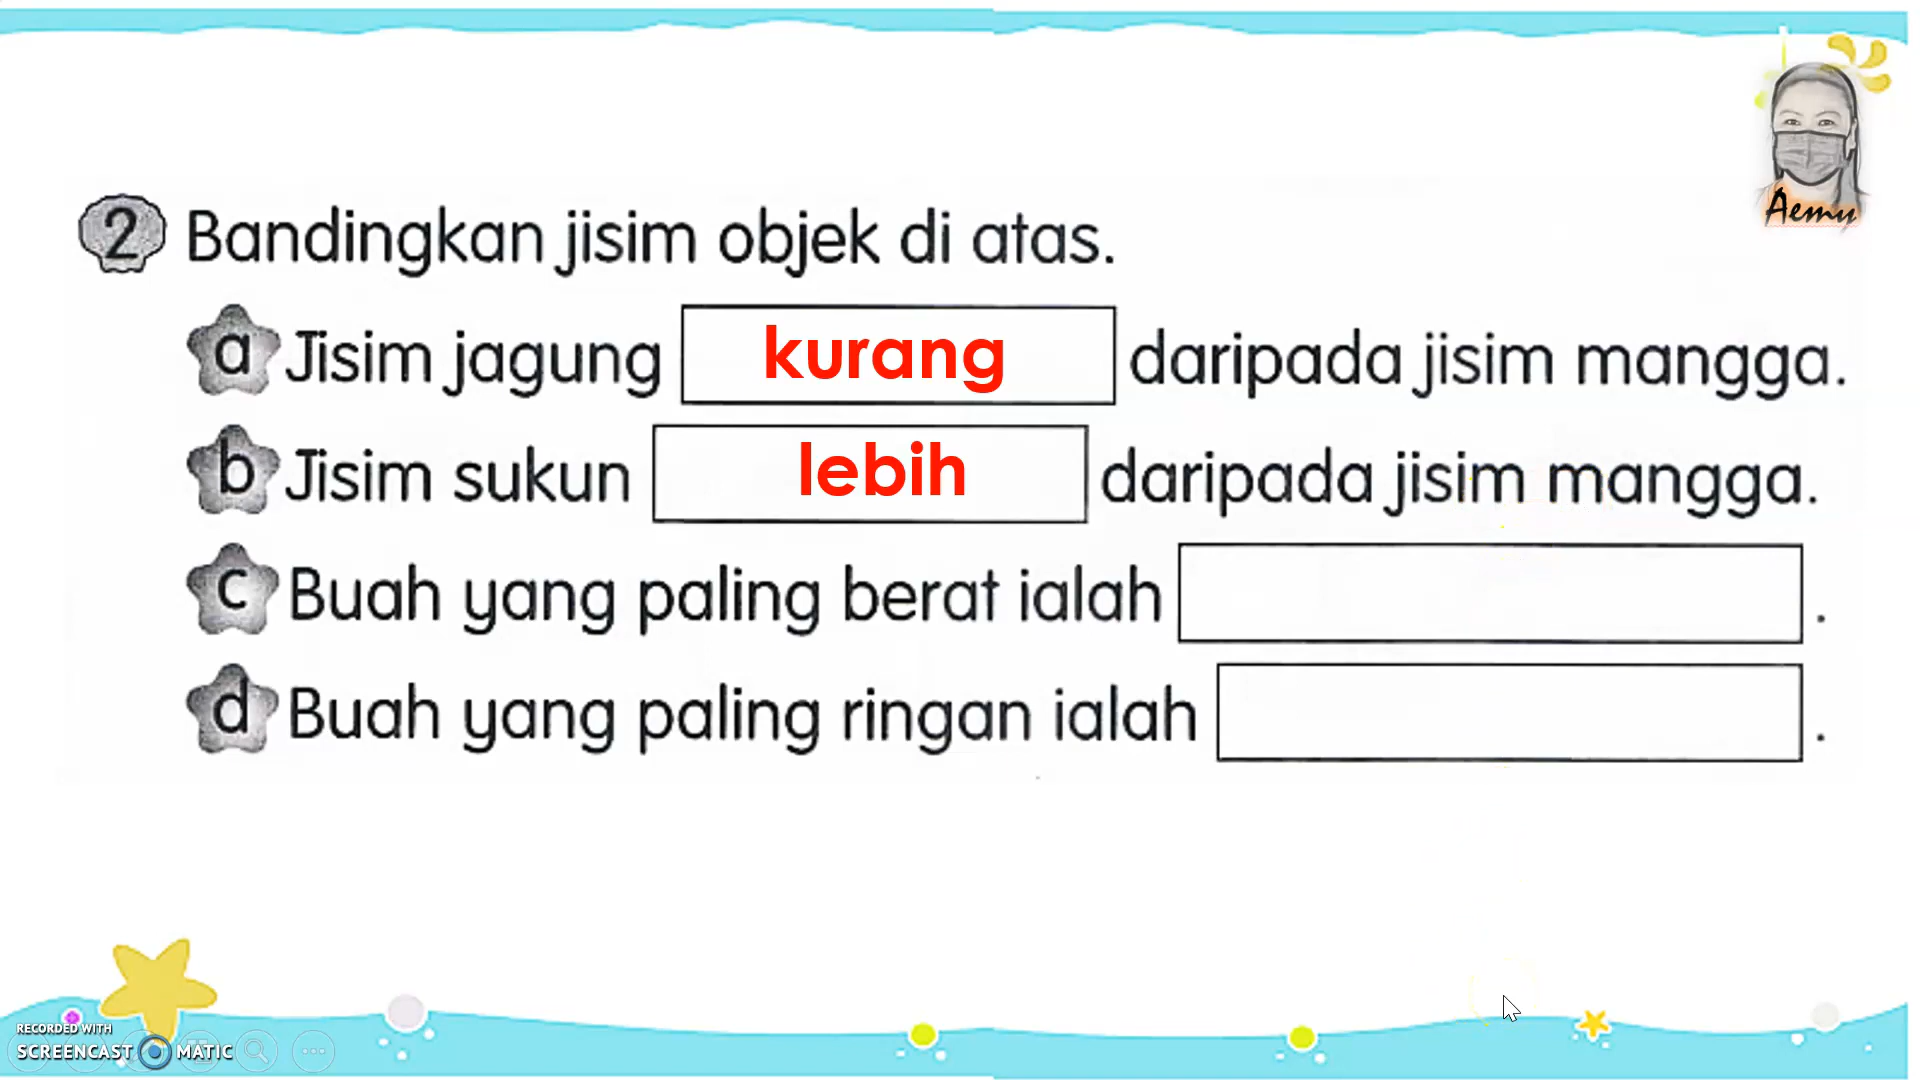 Aemy
2 Bandingkan jisim objek di atas.
a Jisim jagung kurang daripada jisim mangga.
b Jisim sukun lebih daripada jisim mangga.
c Buah yang paling berat ialah .
d Buah yang paling ringan ialah .
RECORDED WITH
SCREENCAST MATIC